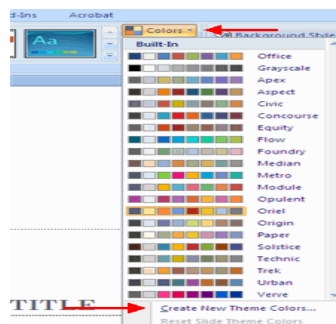 d-Ins Acrobat
Aa
Colors
Background Style
Built-In
Office
Grayscale
Apex
Aspect
Civic
Concourse
Equity
Flow
Foundry
Median
Metro
Module
Opulent
Oriel
Origin
Paper
Solstice
Technic
Trek
Urban
Verve
TITLE
Create New Theme Colors...
Reset Slide Theme Colors